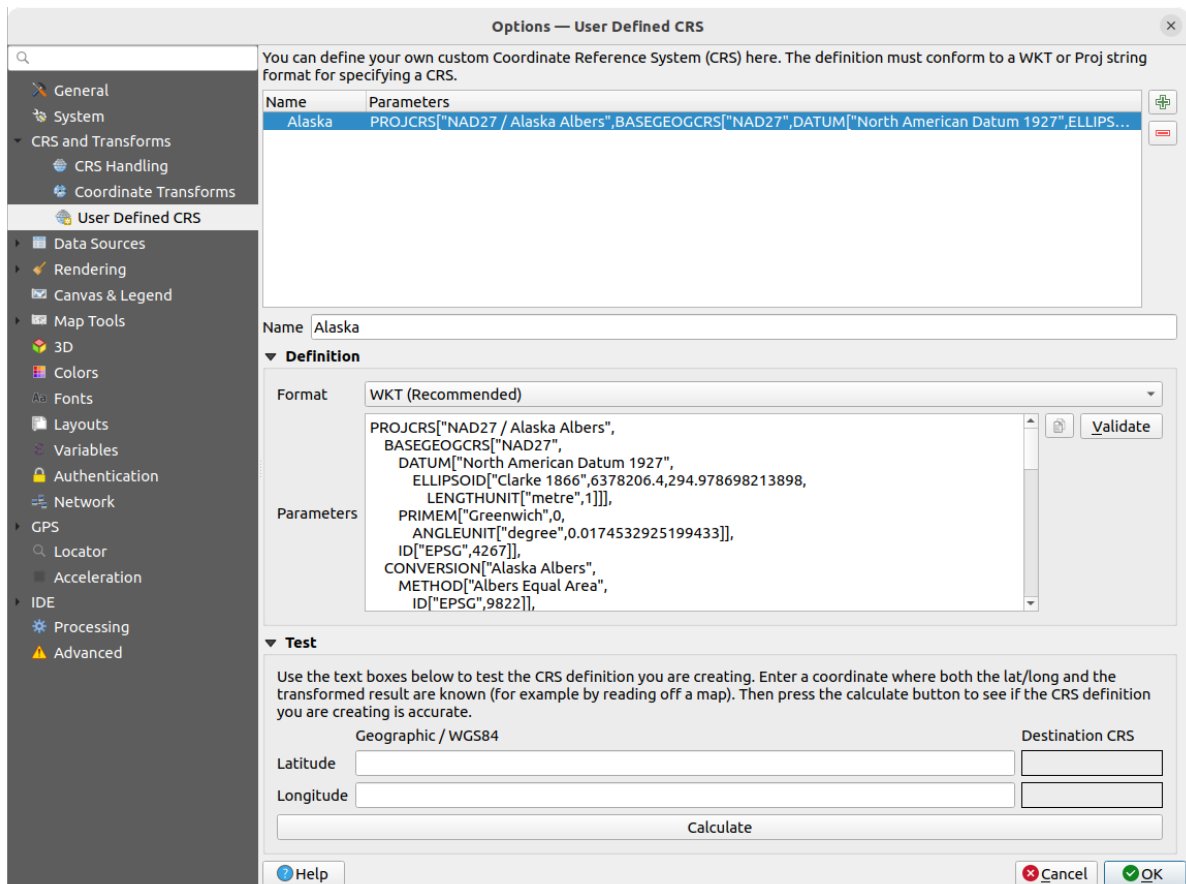 Options — User Defined CRS
You can define your own custom Coordinate Reference System (CRS) here. The definition must conform to a WKT or Proj string
format for specifying a CRS.
General
System
CRS and Transforms
CRS Handling
Coordinate Transforms
User Defined CRS
Data Sources
Rendering
Canvas & Legend
Map Tools
3D
Colors
Aa Fonts
Layouts
Variables
Authentication
Network
GPS
Locator
Acceleration
IDE
Processing
Advanced
Name Parameters
Alaska PROJCRS["NAD27 / Alaska Albers",BASEGEOGCRS["NAD27",DATUM["North American Datum 1927",ELLIPS...
Name Alaska
Definition
Format WKT (Recommended)
Parameters
PROJCRS["NAD27 / Alaska Albers",
BASEGEOGCRS["NAD27",
DATUM["North American Datum 1927",
ELLIPSOID["Clarke 1866",6378206.4,294.978698213898,
LENGTHUNIT["metre",1]]],
PRIMEM["Greenwich",0,
ANGLEUNIT["degree",0.0174532925199433]],
ID["EPSG",4267]],
CONVERSION["Alaska Albers",
METHOD["Albers Equal Area",
ID["EPSG",9822]],
Validate
Test
Use the text boxes below to test the CRS definition you are creating. Enter a coordinate where both the lat/long and the
transformed result are known (for example by reading off a map). Then press the calculate button to see if the CRS definition
you are creating is accurate.
Geographic / WGS84 Destination CRS
Latitude
Longitude
Calculate
Help Cancel OK